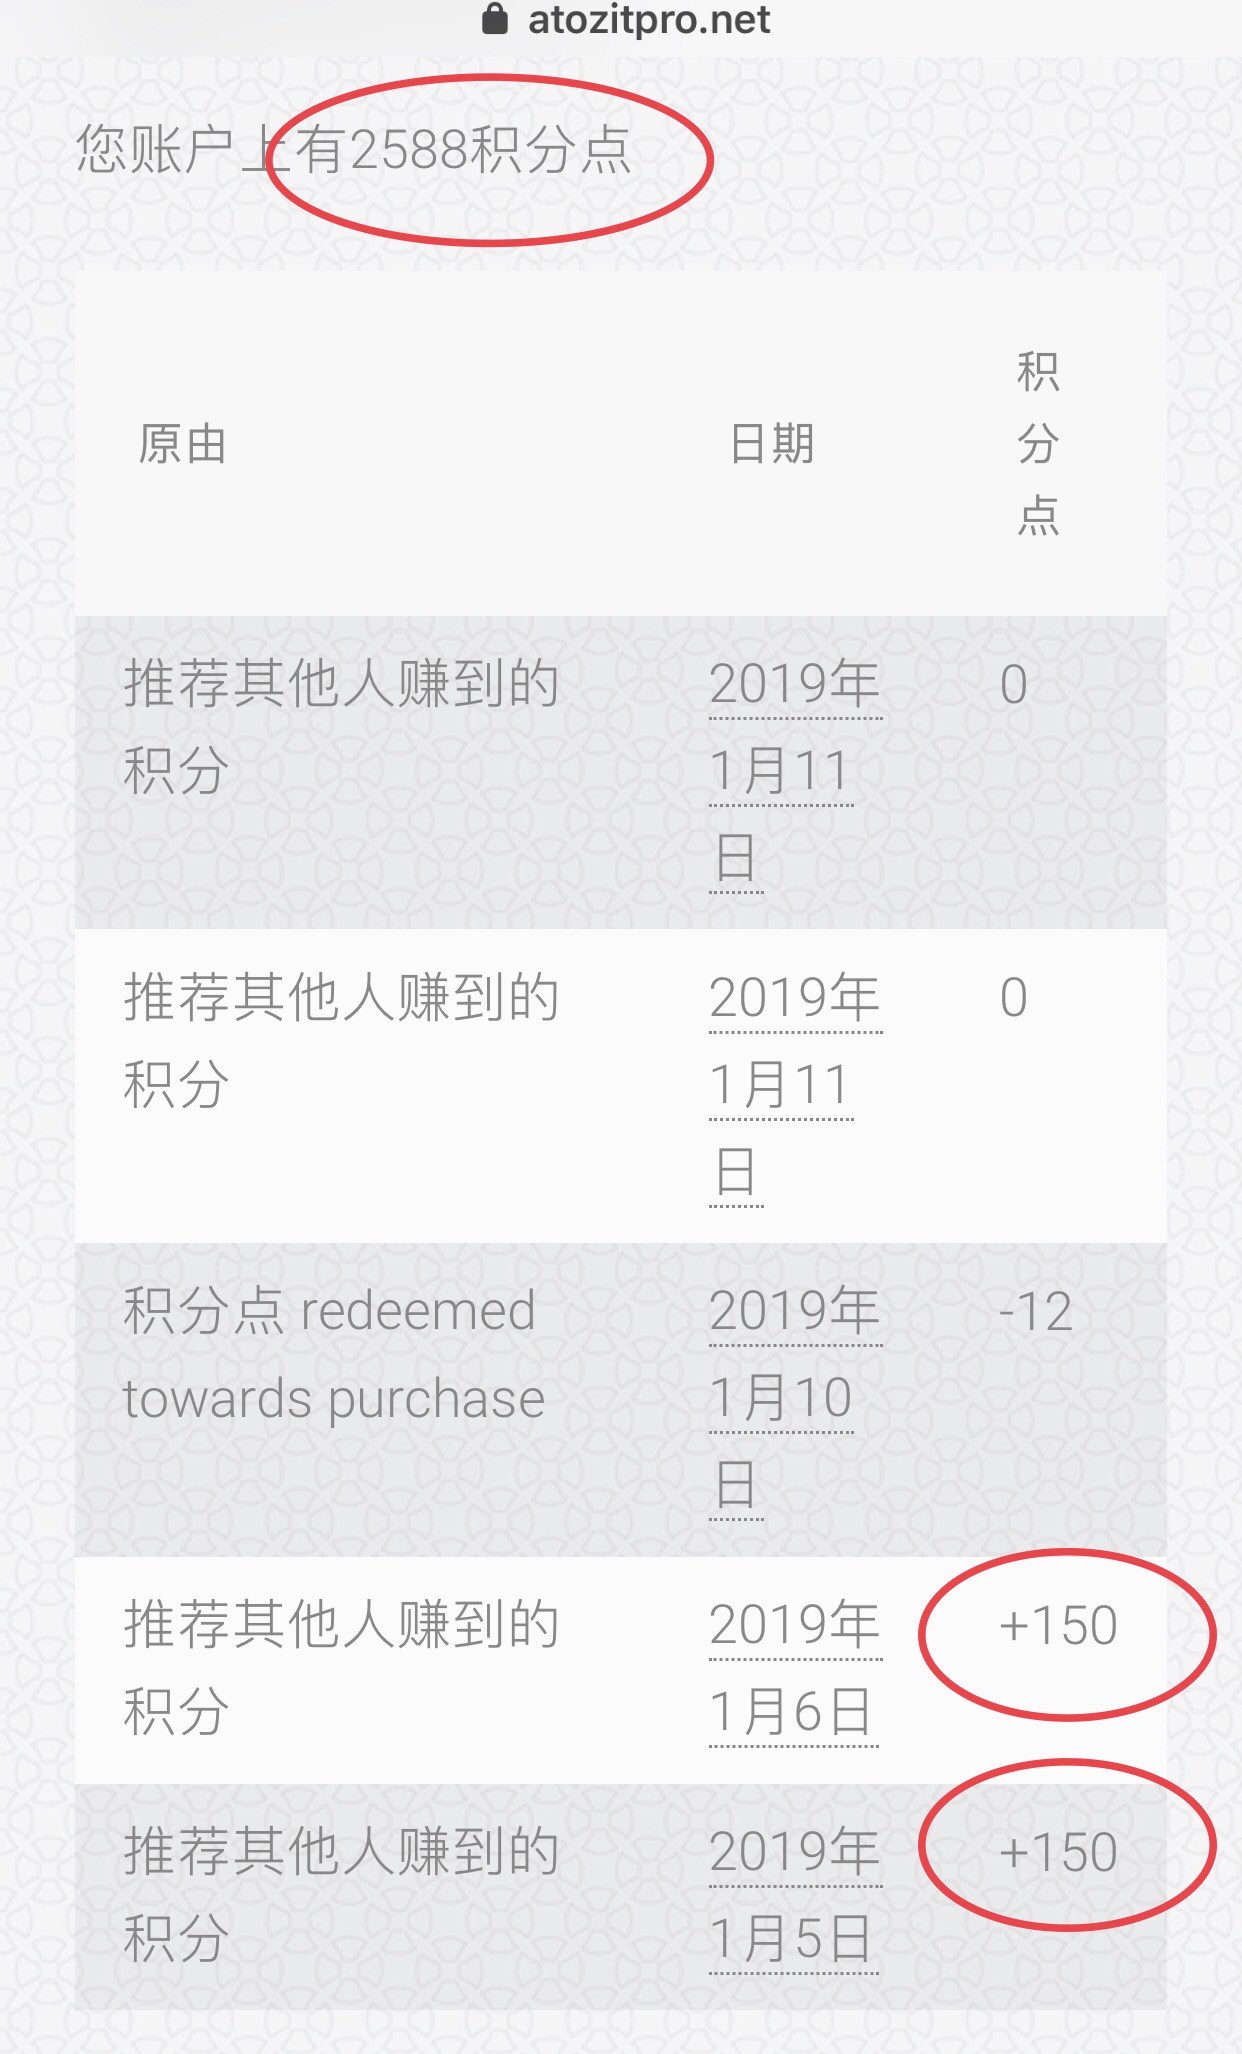 atozitpro.net
您账户上有2588积分点
原由
日期
积
分
点
推荐其他人赚到的
积分
2019年
1月11
日
0
推荐其他人赚到的
积分
2019年
1月11
日
0
积分点 redeemed
towards purchase
2019年
1月10
日
-12
推荐其他人赚到的
积分
2019年
1月6日
+150
推荐其他人赚到的
积分
2019年
1月5日
+150